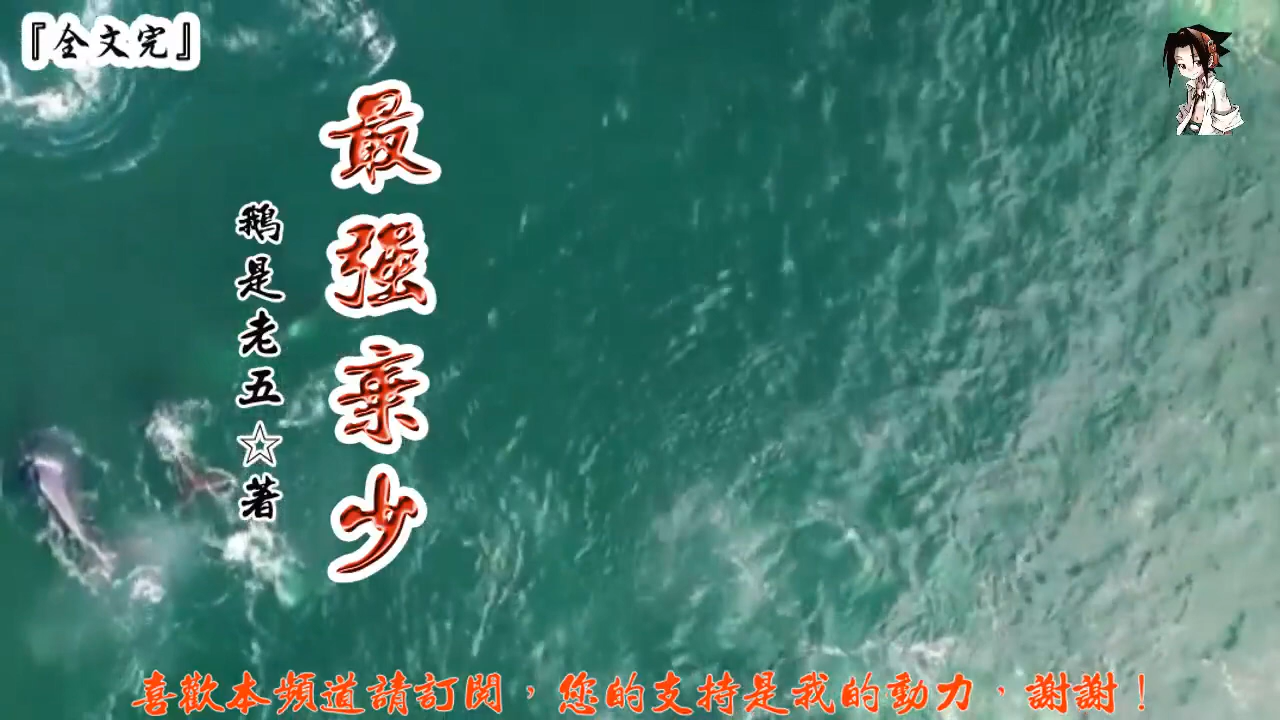 『全文完』
最強棄少
鵝是老五☆著
喜歡本頻道請訂閱，您的支持是我的動力，謝謝！